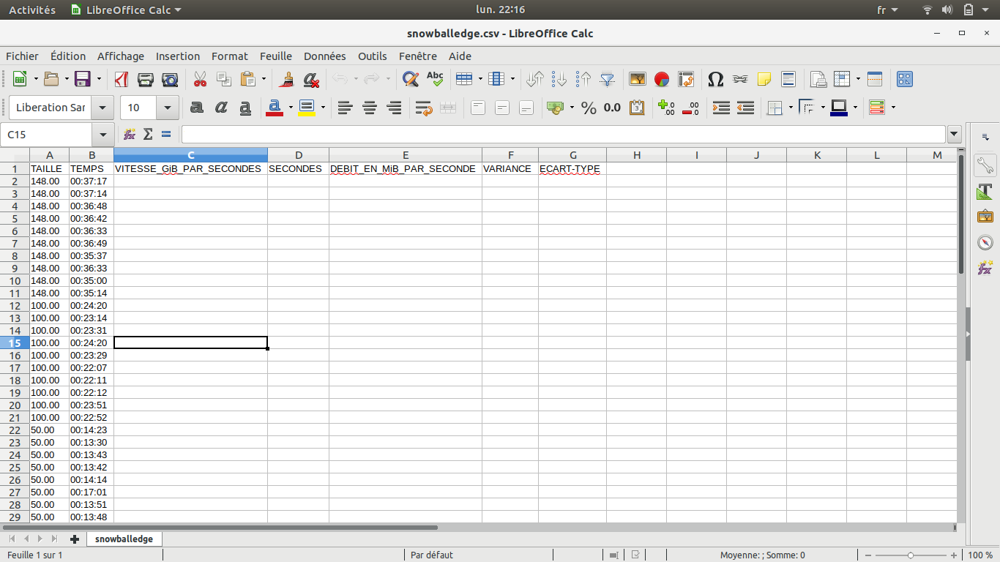 Activités LibreOffice Calc lun. 22:16 fr
snowballedge.csv - LibreOffice Calc
Fichier Édition Affichage Insertion Format Feuille Données Outils Fenêtre Aide
Abc
Liberation Sar 10 a a a a % 0.0
C15
A B C D E F G H I J K L M
1 TAILLE TEMPS VITESSE_GiB_PAR_SECONDES SECONDES DEBIT_EN_MiB_PAR_SECONDE VARIANCE ECART-TYPE
2 148.00 00:37:17
3 148.00 00:37:14
4 148.00 00:36:48
5 148.00 00:36:42
6 148.00 00:36:33
7 148.00 00:36:49
8 148.00 00:35:37
9 148.00 00:36:33
10 148.00 00:35:00
11 148.00 00:35:14
12 100.00 00:24:20
13 100.00 00:23:14
14 100.00 00:23:31
15 100.00 00:24:20
16 100.00 00:23:29
17 100.00 00:22:07
18 100.00 00:22:11
19 100.00 00:22:12
20 100.00 00:23:51
21 100.00 00:22:52
22 50.00 00:14:23
23 50.00 00:13:30
24 50.00 00:13:43
25 50.00 00:13:42
26 50.00 00:14:14
27 50.00 00:17:01
28 50.00 00:13:51
29 50.00 00:13:48
snowballedge
Feuille 1 sur 1 Par défaut Moyenne: ; Somme: 0 100 %